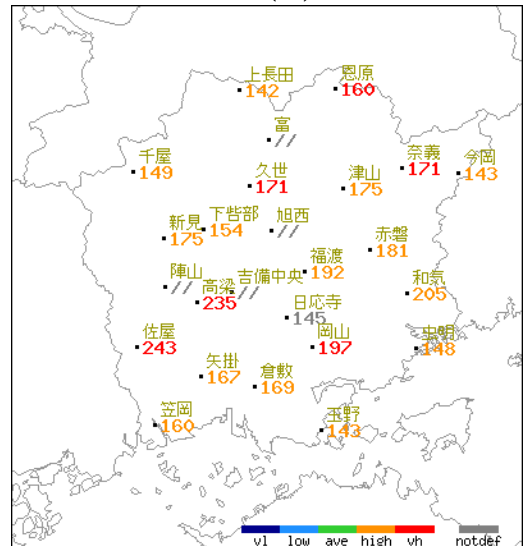 上長田
142
恩原
160
富
//
千屋
149
久世
171
津山
175
奈義
171
今岡
143
新見
175
下呰部
154
旭西
//
赤磐
181
福渡
192
陣山
//
高梁
235
吉備中央
//
和気
205
日応寺
145
佐屋
243
岡山
197
虫明
148
矢掛
167
倉敷
169
笠岡
160
玉野
143
vl low ave high vh notdef